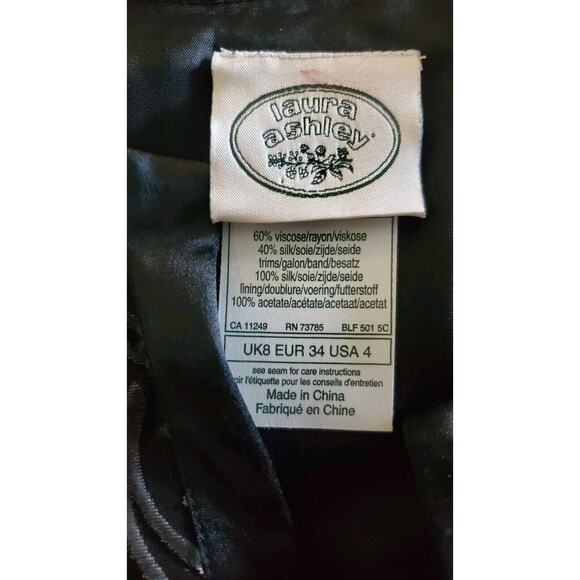 laura
ashley
60% viscose/rayon/viskose
40% silk/soie/zijde/seide
trims/galon/band/besatz
100% silk/soie/zijde/seide
lining/doublure/voering/futterstoff
100% acetate/acétate/acetaat/acetat
CA 11249 RN 73785 BLF 501 5C
UK8 EUR 34 USA 4
see seam for care instructions
oir l'étiquette pour les conseils d'entretien
Made in China
Fabriqué en Chine